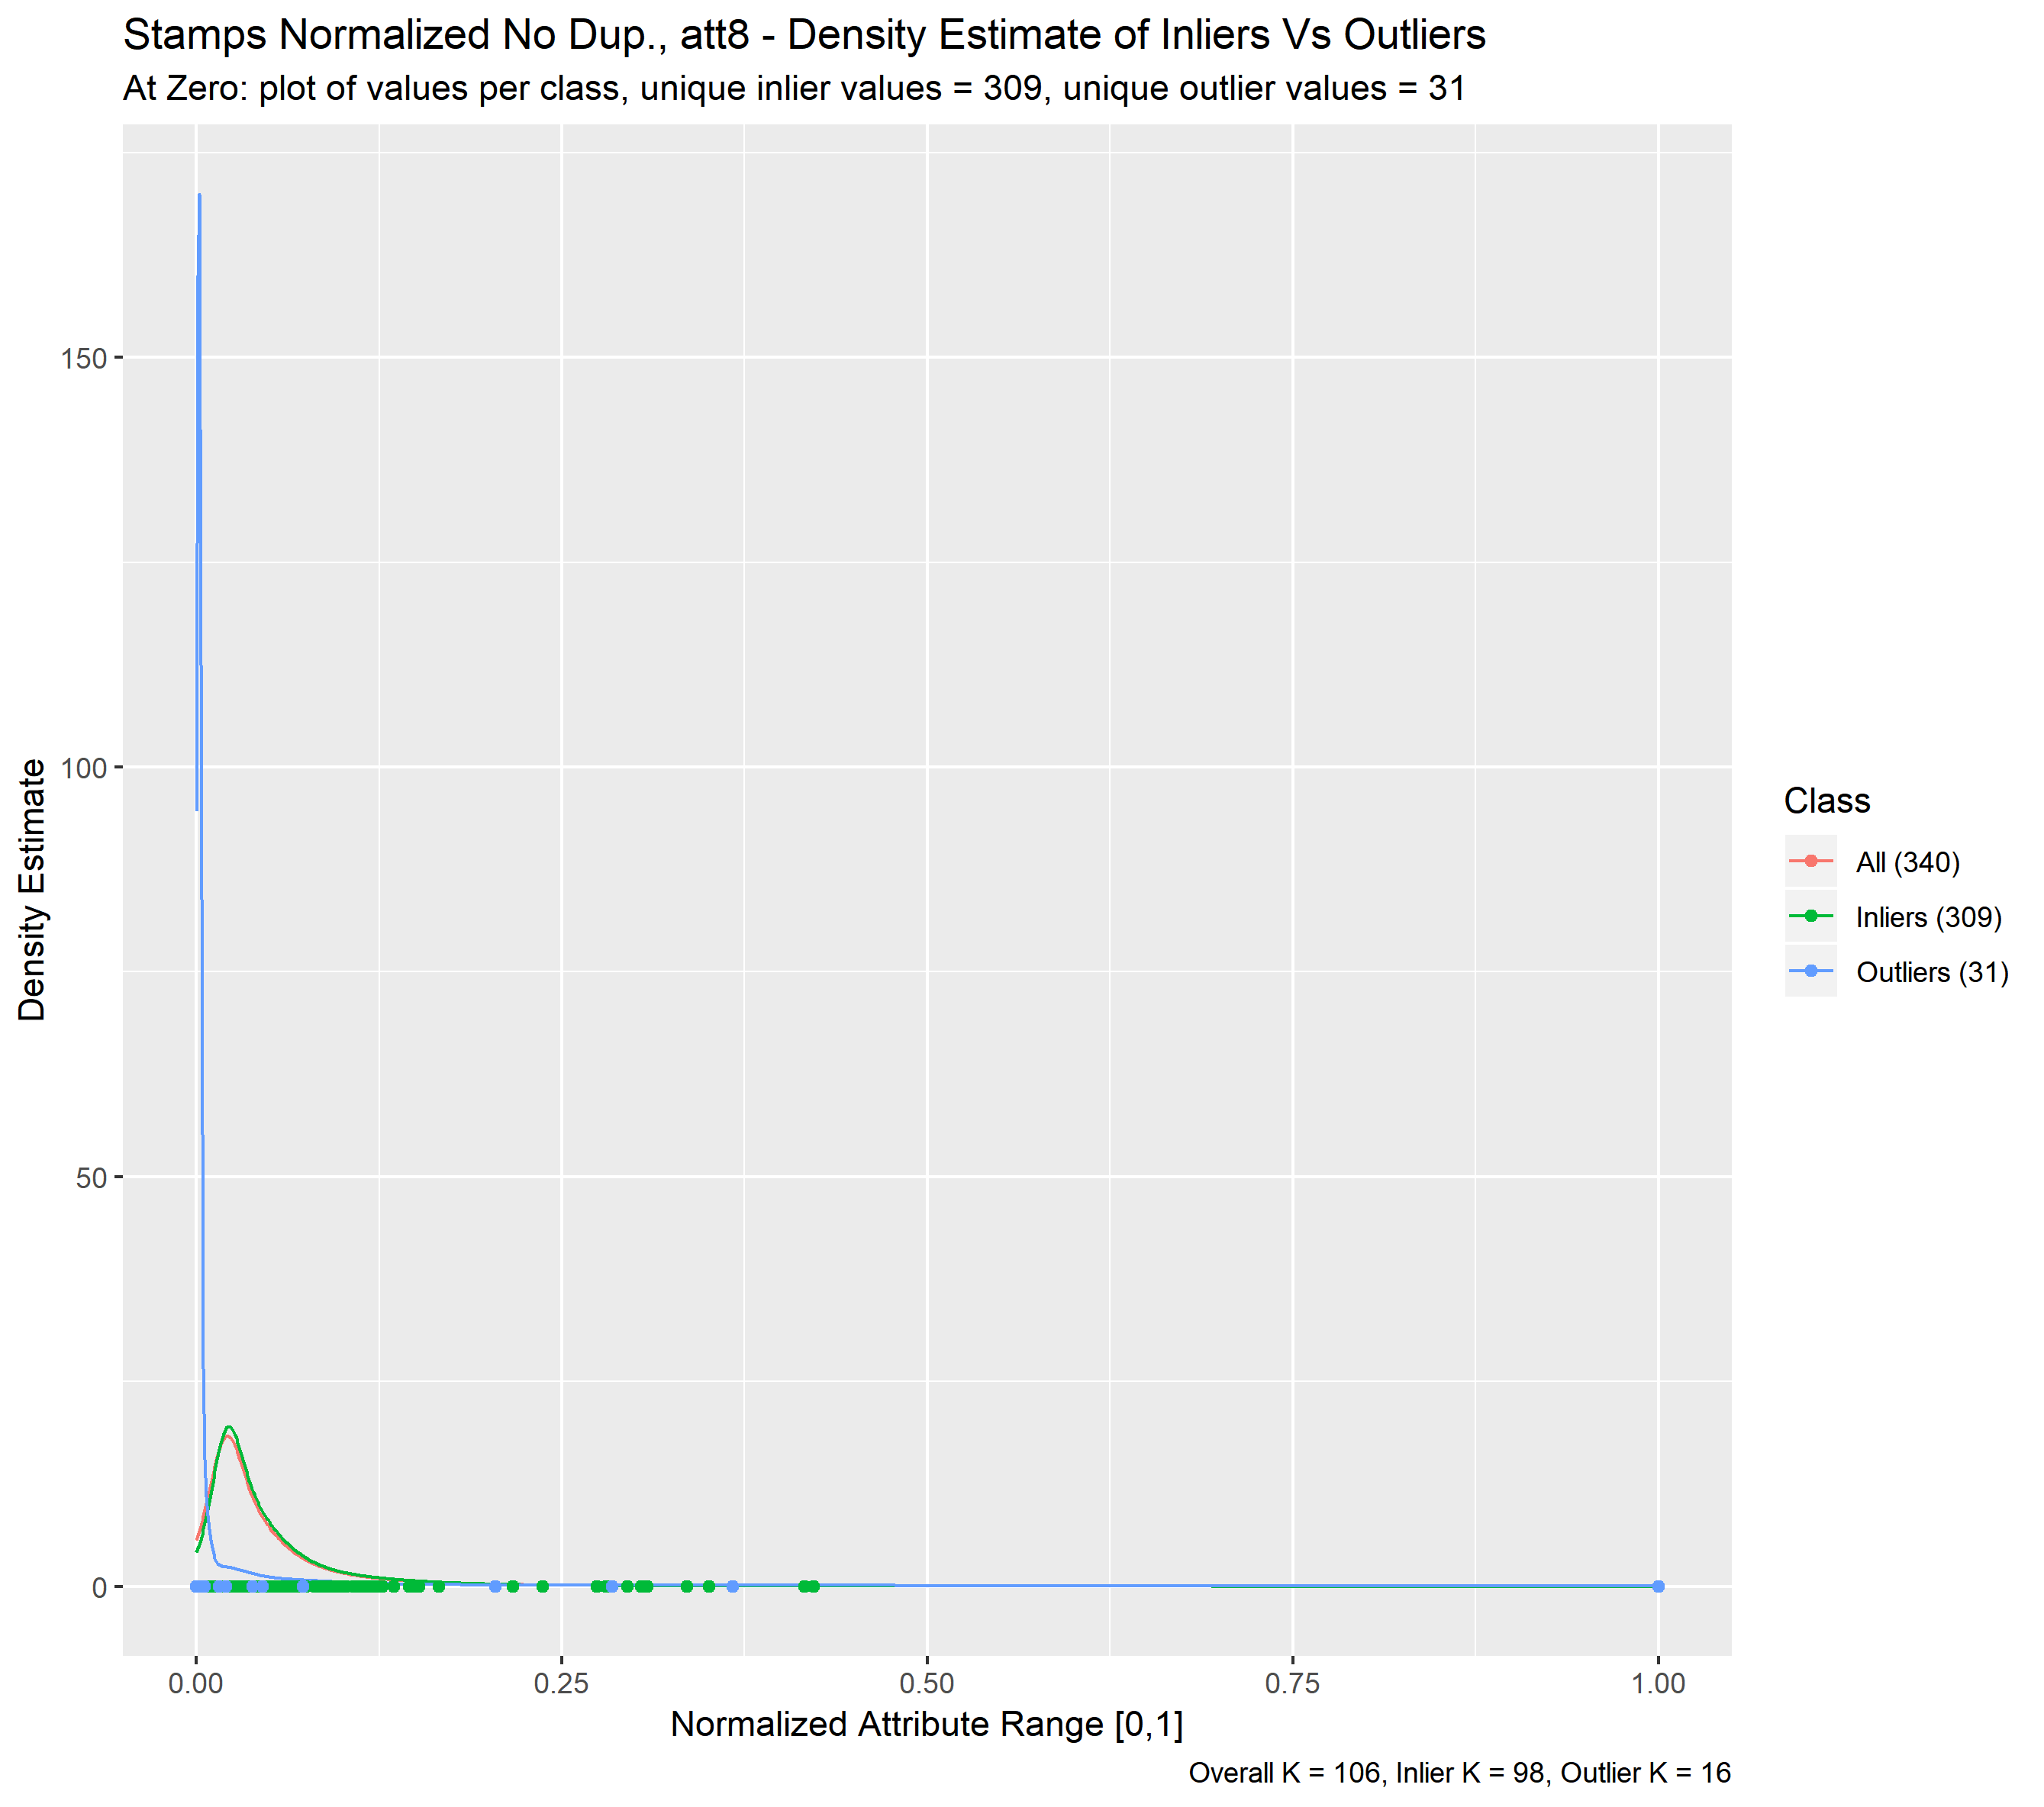 Stamps Normalized No Dup., att8 - Density Estimate of Inliers Vs Outliers
At Zero: plot of values per class, unique inlier values = 309, unique outlier values = 31
150
100
50
0
Density Estimate
0.00 0.25 0.50 0.75 1.00
Normalized Attribute Range [0,1]
Overall K = 106, Inlier K = 98, Outlier K = 16
Class
All (340)
Inliers (309)
Outliers (31)